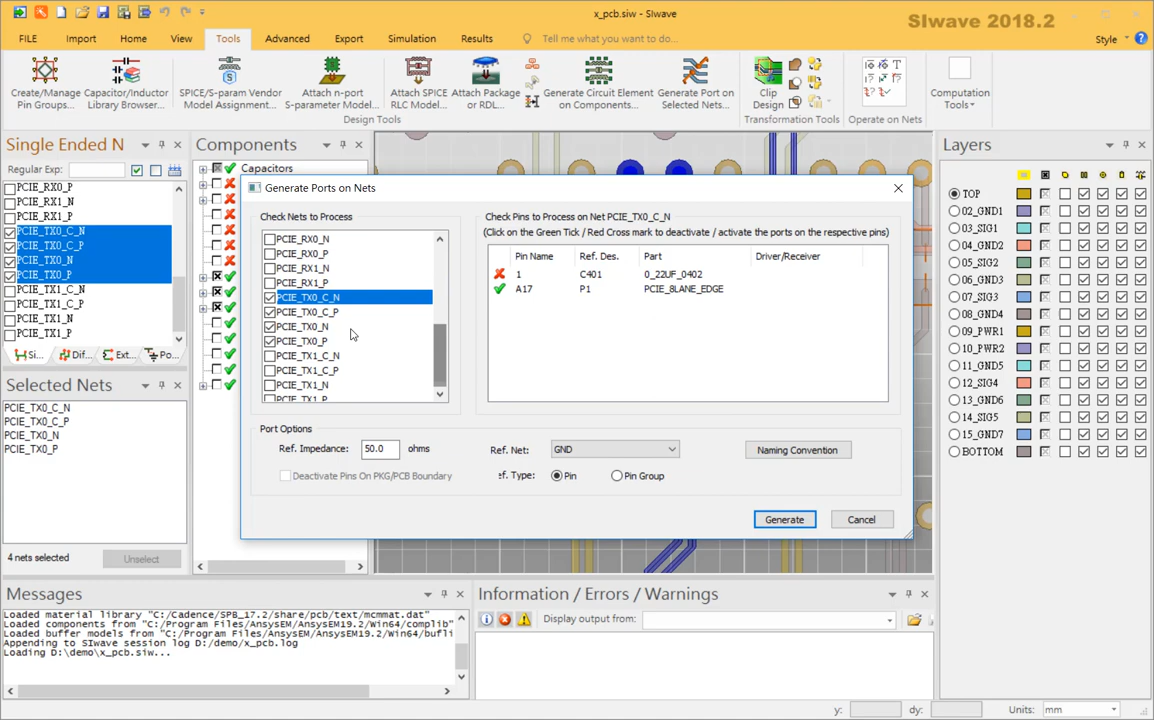 x_pcb.siw - SIwave
SIwave 2018.2
FILE
Import
Home
View
Tools
Advanced
Export
Simulation
Results
Tell me what you want to do...
Style
Create/Manage Pin Groups...
Capacitor/Inductor Library Browser...
SPICE/S-param Vendor Model Assignment...
Attach n-port S-parameter Model...
Attach SPICE RLC Model...
Attach Package or RDL...
Generate Circuit Element on Components...
Generate Port on Selected Nets...
Clip Design
Computation Tools
Design Tools
Transformation Tools
Operate on Nets
Single Ended N
Regular Exp:
PCIE_RX0_P
PCIE_RX1_N
PCIE_RX1_P
PCIE_TX0_C_N
PCIE_TX0_C_P
PCIE_TX0_N
PCIE_TX0_P
PCIE_TX1_C_N
PCIE_TX1_C_P
PCIE_TX1_N
PCIE_TX1_P
Si...
Dif...
Ext...
Po...
Components
Capacitors
Selected Nets
PCIE_TX0_C_N
PCIE_TX0_C_P
PCIE_TX0_N
PCIE_TX0_P
4 nets selected
Unselect
Generate Ports on Nets
Check Nets to Process
PCIE_RX0_N
PCIE_RX0_P
PCIE_RX1_N
PCIE_RX1_P
PCIE_TX0_C_N
PCIE_TX0_C_P
PCIE_TX0_N
PCIE_TX0_P
PCIE_TX1_C_N
PCIE_TX1_C_P
PCIE_TX1_N
PCIE_TX1_P
Check Pins to Process on Net PCIE_TX0_C_N
(Click on the Green Tick / Red Cross mark to deactivate / activate the ports on the respective pins)
Pin Name Ref. Des. Part Driver/Receiver
1 C401 0_22UF_0402
A17 P1 PCIE_8LANE_EDGE
Port Options
Ref. Impedance: 50.0 ohms
Deactivate Pins On PKG/PCB Boundary
Ref. Net: GND
Naming Convention
ef. Type: Pin Pin Group
Generate
Cancel
Layers
TOP
02_GND1
03_SIG1
04_GND2
05_SIG2
06_GND3
07_SIG3
08_GND4
09_PWR1
10_PWR2
11_GND5
12_SIG4
13_GND6
14_SIG5
15_GND7
BOTTOM
Messages
Loaded material library "C:/Cadence/SPB_17.2/share/pcb/text/mcmmat.dat"
Loaded components from "C:/Program Files/AnsysEM/AnsysEM19.2/Win64/complib"
Loaded buffer models from "C:/Program Files/AnsysEM/AnsysEM19.2/Win64/bufli
Appending to SIwave session log D:/demo/x_pcb.log
Loading D:\demo\x_pcb.siw...
Information / Errors / Warnings
Display output from:
y:
dy:
Units: mm